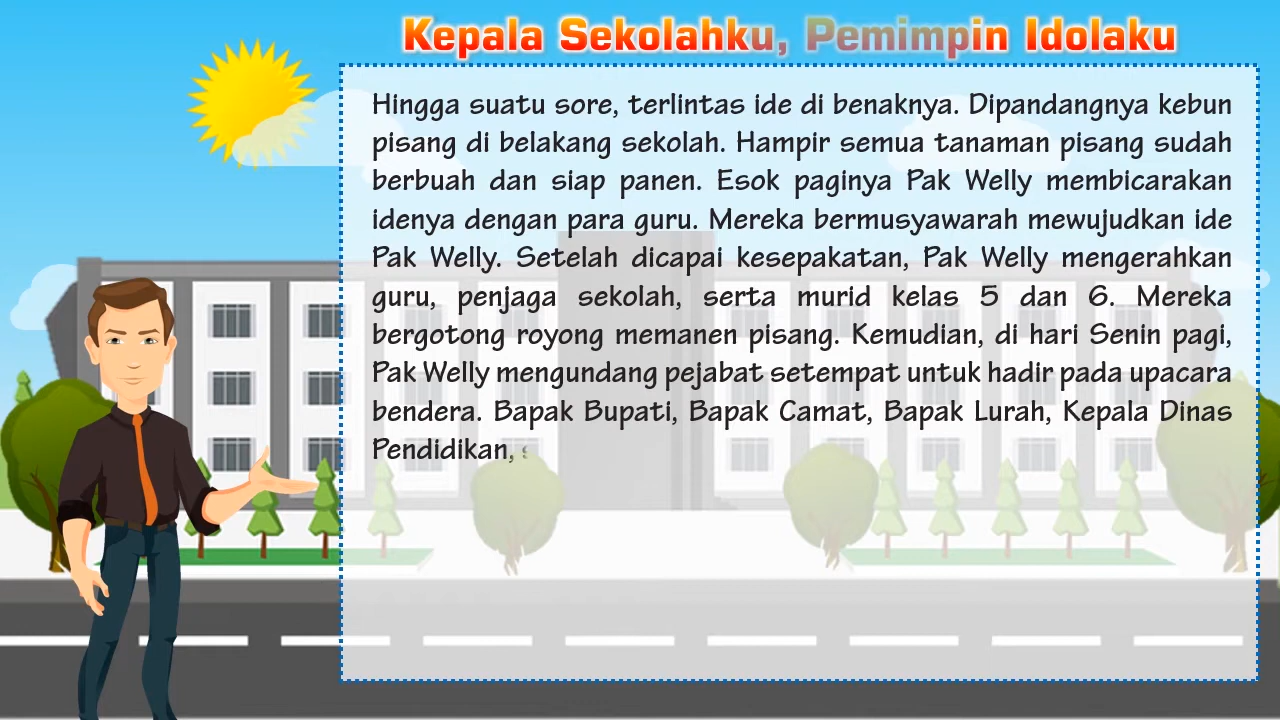 Kepala Sekolahku, Pemimpin Idolaku
Hingga suatu sore, terlintas ide di benaknya. Dipandangnya kebun
pisang di belakang sekolah. Hampir semua tanaman pisang sudah
berbuah dan siap panen. Esok paginya Pak Welly membicarakan
idenya dengan para guru. Mereka bermusyawarah mewujudkan ide
Pak Welly. Setelah dicapai kesepakatan, Pak Welly mengerahkan
guru, penjaga sekolah, serta murid kelas 5 dan 6. Mereka
bergotong royong memanen pisang. Kemudian, di hari Senin pagi,
Pak Welly mengundang pejabat setempat untuk hadir pada upacara
bendera. Bapak Bupati, Bapak Camat, Bapak Lurah, Kepala Dinas
Pendidikan,